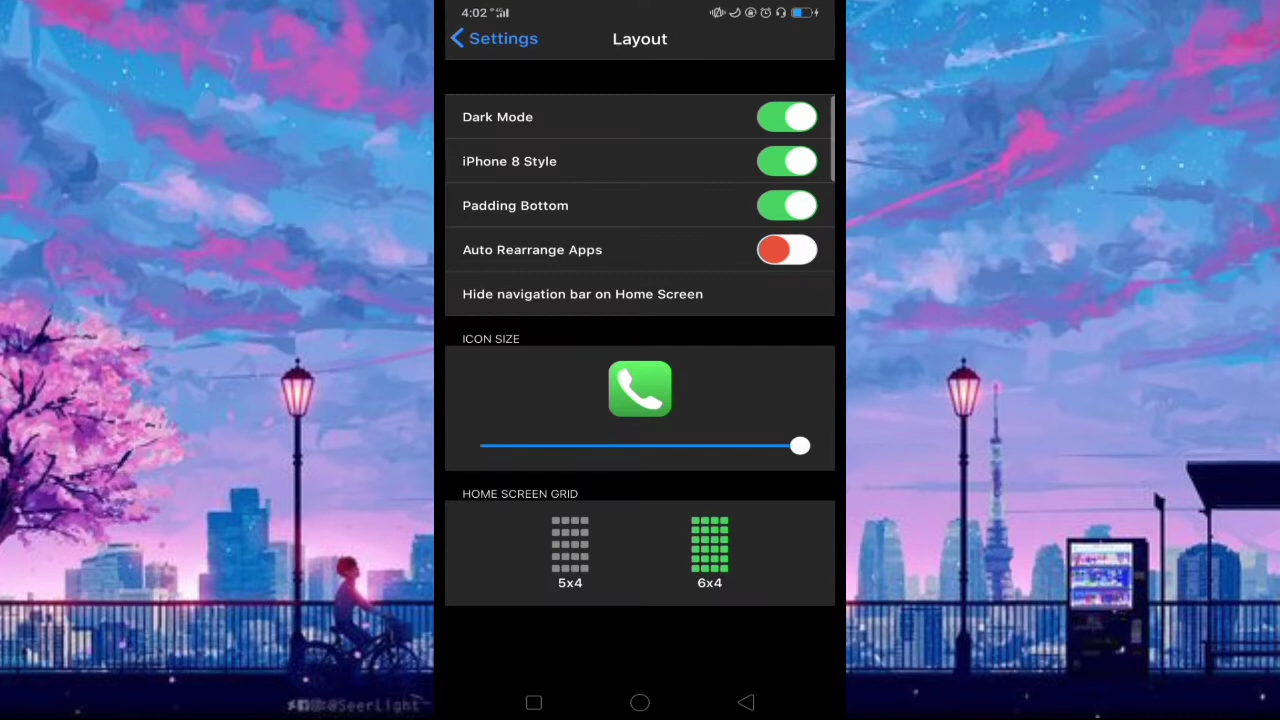 4:02
Settings
Layout
Dark Mode
iPhone 8 Style
Padding Bottom
Auto Rearrange Apps
Hide navigation bar on Home Screen
ICON SIZE
HOME SCREEN GRID
5x4
6x4
@SeerLight